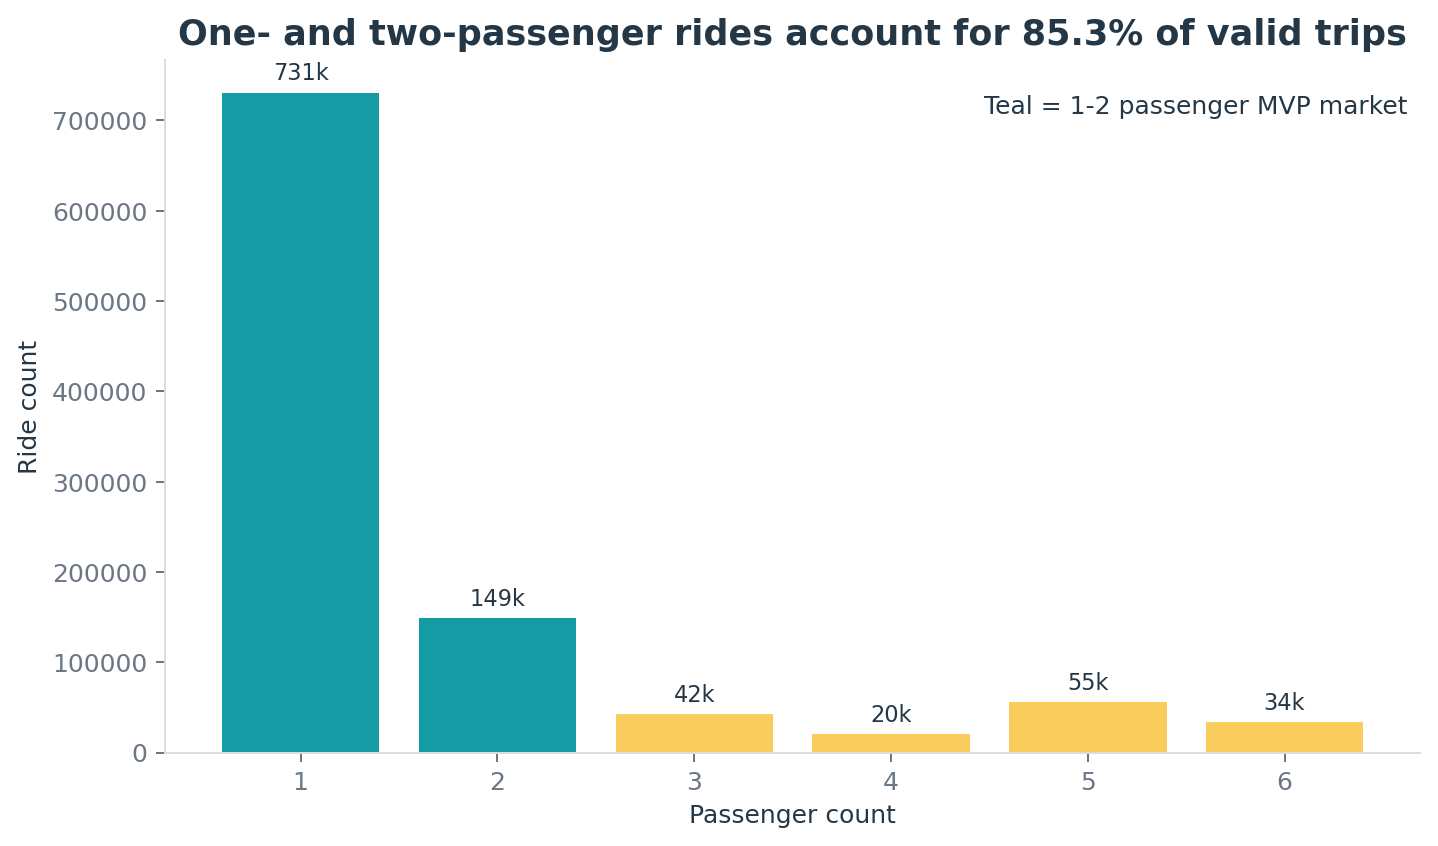 One- and two-passenger rides account for 85.3% of valid trips
731k
Teal = 1-2 passenger MVP market
700000
600000
500000
400000
300000
200000
100000
0
Ride count
149k
42k
20k
55k
34k
1 2 3 4 5 6
Passenger count